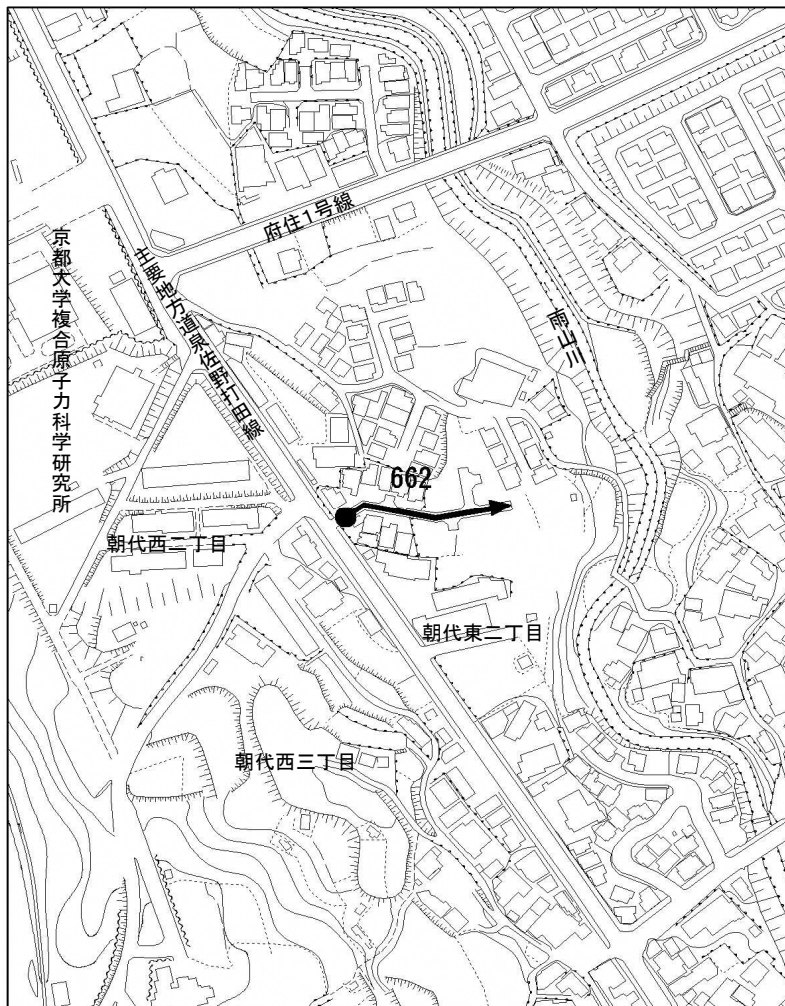 府住1号線
京都大学複合原子力科学研究所
主要地方道泉佐野打田線
雨山川
662
朝代西二丁目
朝代東二丁目
朝代西三丁目